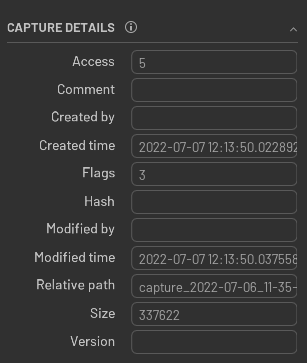 CAPTURE DETAILS
Access 5
Comment
Created by
Created time 2022-07-07 12:13:50.022892
Flags 3
Hash
Modified by
Modified time 2022-07-07 12:13:50.037558
Relative path capture_2022-07-06_11-35-
Size 337622
Version